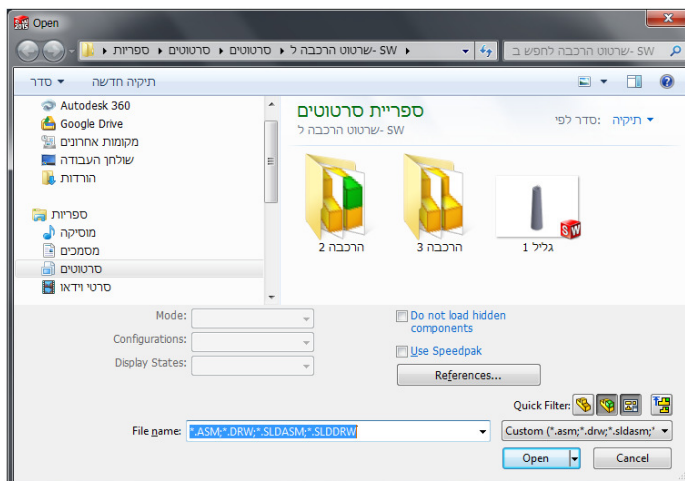 Open
ספריות ▸ סרטוטים ▸ סרטוטים ▸ שרטוט הרכבה ל- SW ▸
שרטוט הרכבה לחפש ב- SW
סדר ▾ תיקיה חדשה
Autodesk 360
Google Drive
מקומות אחרונים
שולחן העבודה
הורדות
ספריות
מוסיקה
מסמכים
סרטוטים
סרטי וידאו
ספריית סרטוטים
שרטוט הרכבה ל- SW
סדר לפי: תיקיה ▾
הרכבה 2
הרכבה 3
גליל 1
Mode:
Configurations:
Display States:
Do not load hidden
components
Use Speedpak
References...
Quick Filter:
File name: *.ASM;*.DRW;*.SLDASM;*.SLDDRW
Custom (*.asm;*.drw;*.sldasm;*
Open
Cancel